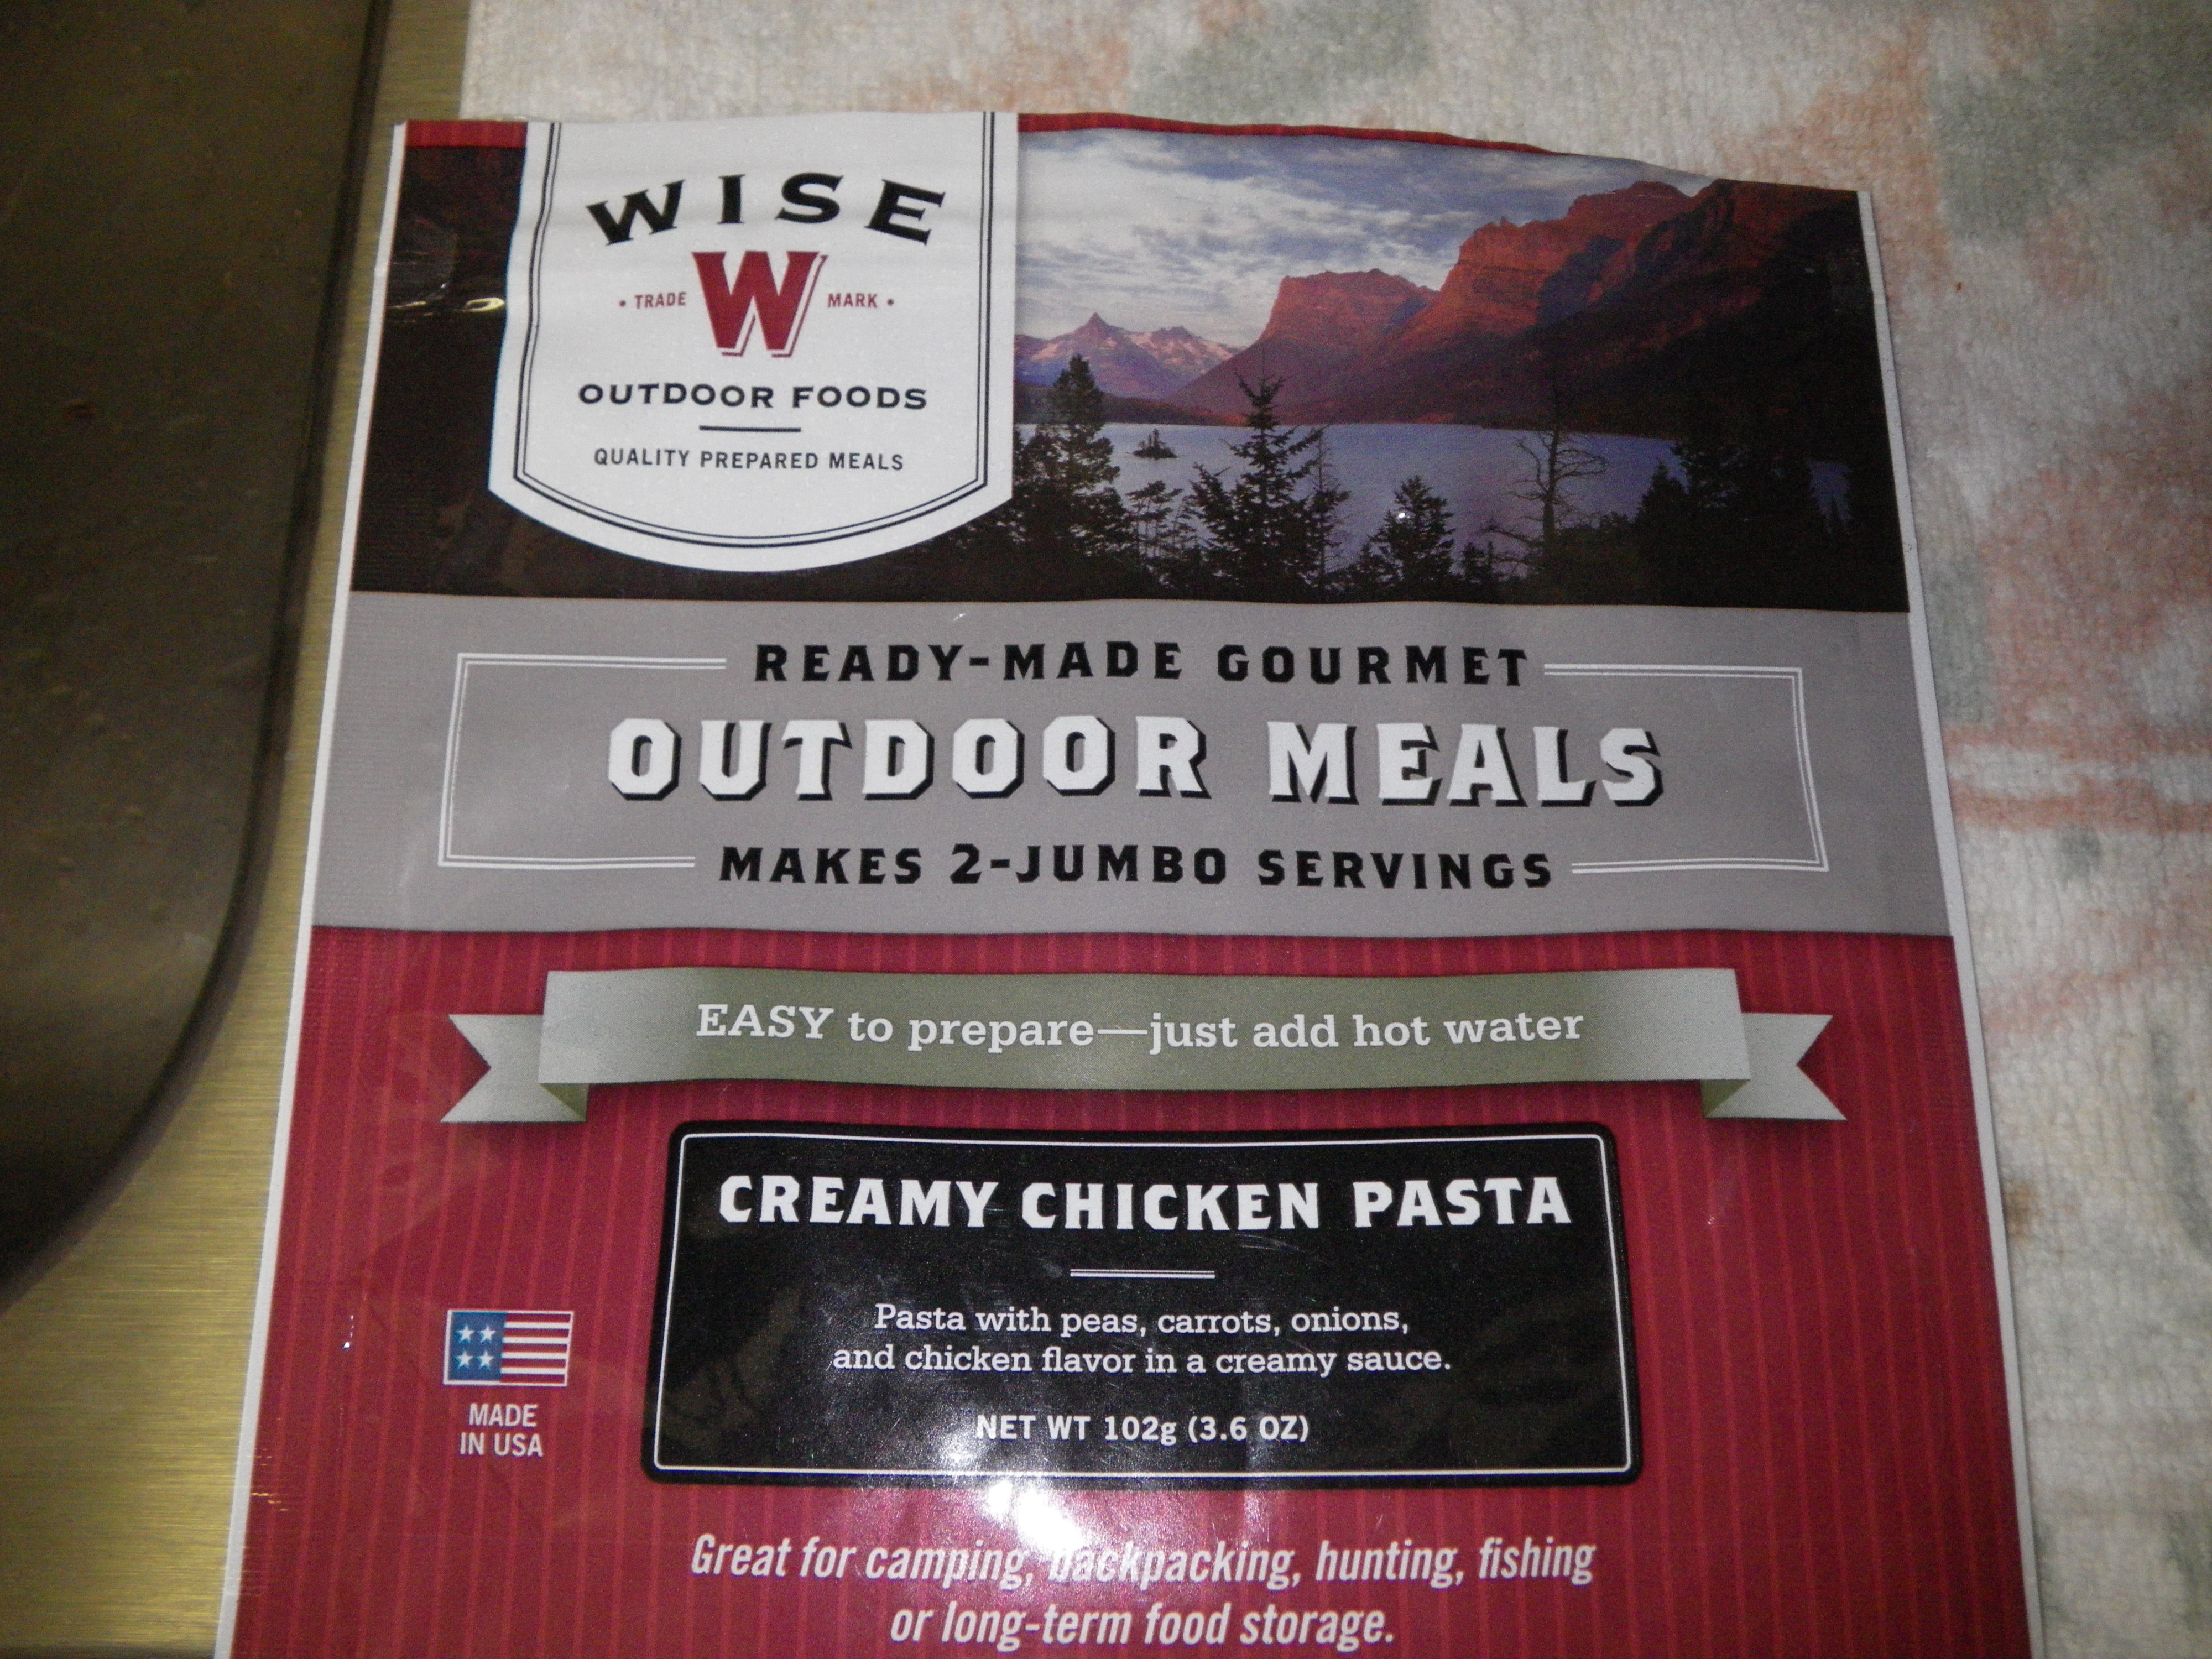 WISE
• TRADE W MARK •
OUTDOOR FOODS
QUALITY PREPARED MEALS
READY-MADE GOURMET
OUTDOOR MEALS
MAKES 2-JUMBO SERVINGS
EASY to prepare—just add hot water
CREAMY CHICKEN PASTA
Pasta with peas, carrots, onions,
and chicken flavor in a creamy sauce.
NET WT 102g (3.6 OZ)
MADE
IN USA
Great for camping, backpacking, hunting, fishing
or long-term food storage.